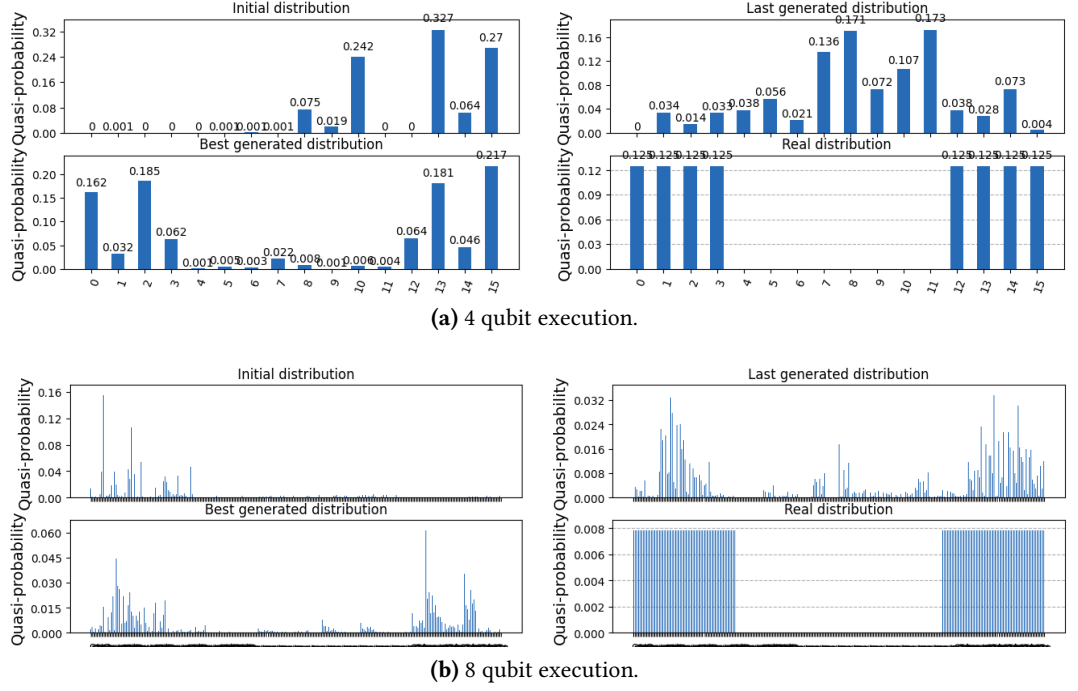 Initial distribution
Quasi-probability
0.32
0.24
0.16
0.08
0.00
0 0.001 0 0 0 0.001 0.001 0.001 0.075 0.019 0.242 0 0 0.327 0.064 0.27
Last generated distribution
Quasi-probability
0.16
0.12
0.08
0.04
0.00
0 0.034 0.014 0.033 0.038 0.056 0.021 0.136 0.171 0.072 0.107 0.173 0.038 0.028 0.073 0.004
Best generated distribution
Quasi-probability
0.20
0.15
0.10
0.05
0.00
0.162 0.032 0.185 0.062 0.001 0.005 0.003 0.022 0.008 0.001 0.006 0.004 0.064 0.181 0.046 0.217
0 1 2 3 4 5 6 7 8 9 10 11 12 13 14 15
Real distribution
Quasi-probability
0.12
0.09
0.06
0.03
0.00
0.125 0.125 0.125 0.125 0.125 0.125 0.125 0.125
0 1 2 3 4 5 6 7 8 9 10 11 12 13 14 15
(a) 4 qubit execution.
Initial distribution
Quasi-probability
0.16
0.12
0.08
0.04
0.00
Last generated distribution
Quasi-probability
0.032
0.024
0.016
0.008
0.000
Best generated distribution
Quasi-probability
0.060
0.045
0.030
0.015
0.000
Real distribution
Quasi-probability
0.008
0.006
0.004
0.002
0.000
(b) 8 qubit execution.